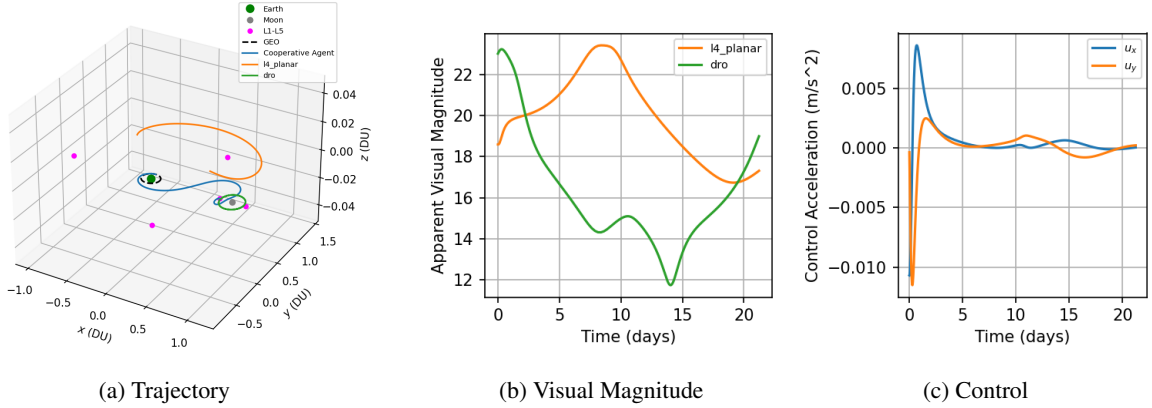 Earth
Moon
L1-L5
GEO
Cooperative Agent
l4_planar
dro
0.04
0.02
0.00
−0.02
−0.04
z (DU)
−1.0
−0.5
0.0
0.5
1.0
x (DU)
−0.5
0.0
0.5
1.0
1.5
y (DU)
(a) Trajectory
l4_planar
dro
22
20
18
16
14
12
Apparent Visual Magnitude
0
5
10
15
20
Time (days)
(b) Visual Magnitude
u_x
u_y
0.005
0.000
−0.005
−0.010
Control Acceleration (m/s^2)
0
5
10
15
20
Time (days)
(c) Control